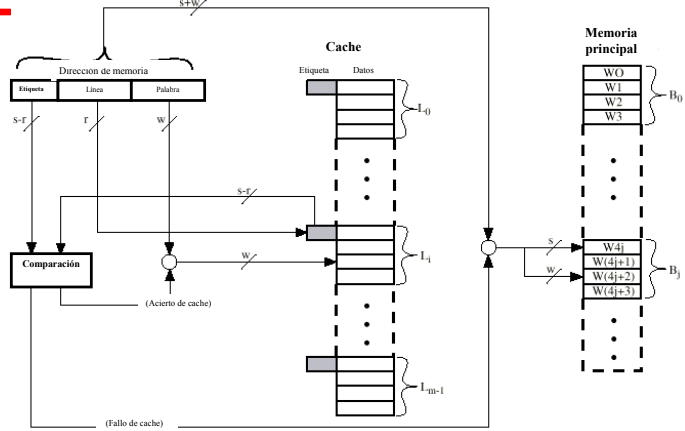 s+w
Cache
Memoria
principal
Dirección de memoria
Etiqueta Línea Palabra
Etiqueta Datos
s-r
r
w
L0
WO
W1
W2
W3
B0
s-r
Li
Comparación
w
(Acierto de cache)
s
w
W4j
W(4j+1)
W(4j+2)
W(4j+3)
Bj
Lm-1
(Fallo de cache)